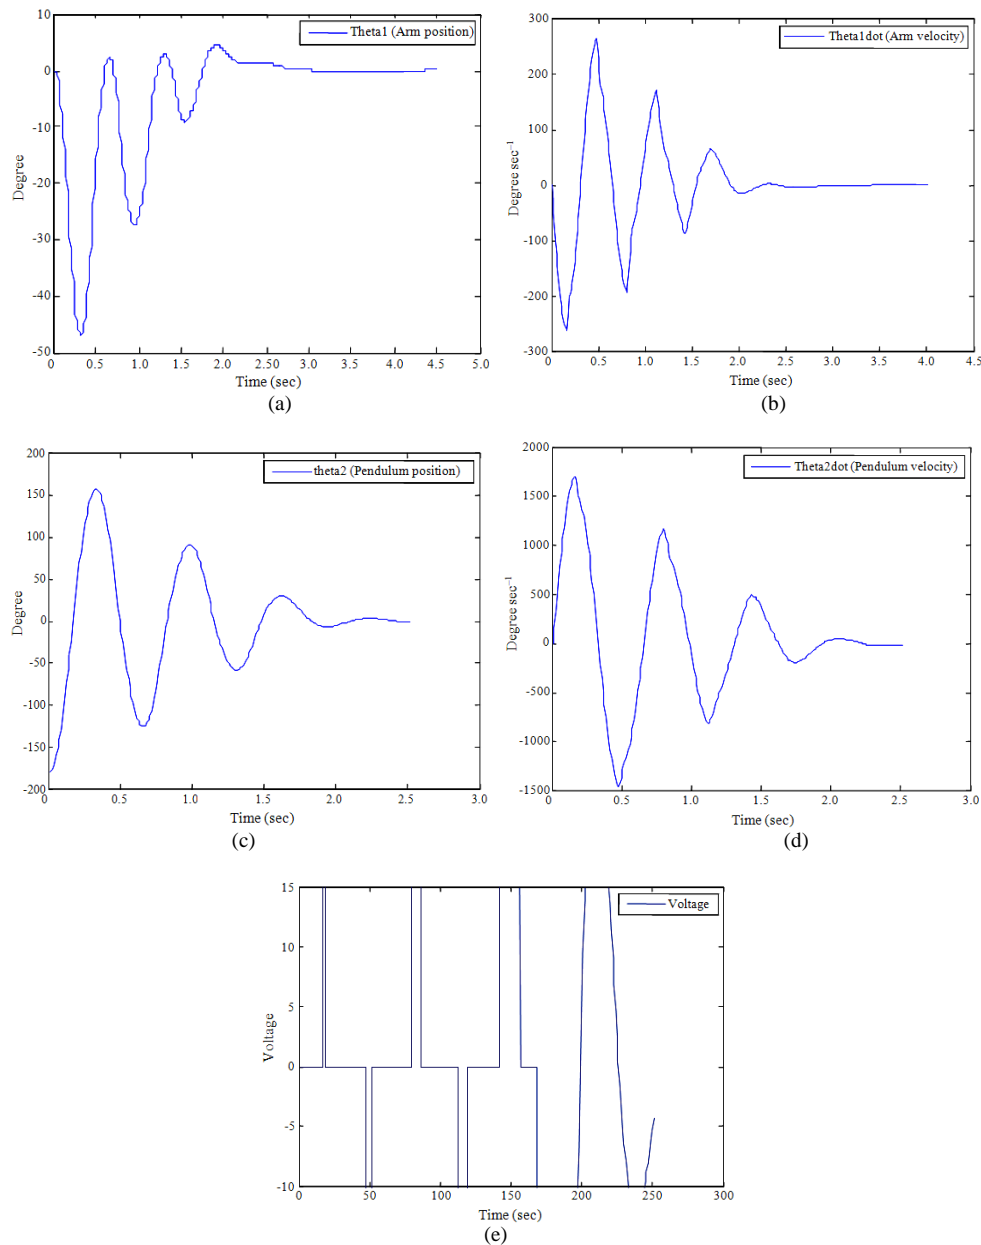 10
0
-10
-20
-30
-40
-50
Degree
Theta1 (Arm position)
0 0.5 1.0 1.5 2.0 2.5 3.0 3.5 4.0 4.5 5.0
Time (sec)
(a)
300
200
100
0
-100
-200
-300
Degree sec⁻¹
Theta1dot (Arm velocity)
0 0.5 1.0 1.5 2.0 2.5 3.0 3.5 4.0 4.5
Time (sec)
(b)
200
150
100
50
0
-50
-100
-150
-200
Degree
theta2 (Pendulum position)
0 0.5 1.0 1.5 2.0 2.5 3.0
Time (sec)
(c)
2000
1500
1000
500
0
-500
-1000
-1500
Degree sec⁻¹
Theta2dot (Pendulum velocity)
0 0.5 1.0 1.5 2.0 2.5 3.0
Time (sec)
(d)
15
10
5
0
-5
-10
Voltage
Voltage
0 50 100 150 200 250 300
Time (sec)
(e)